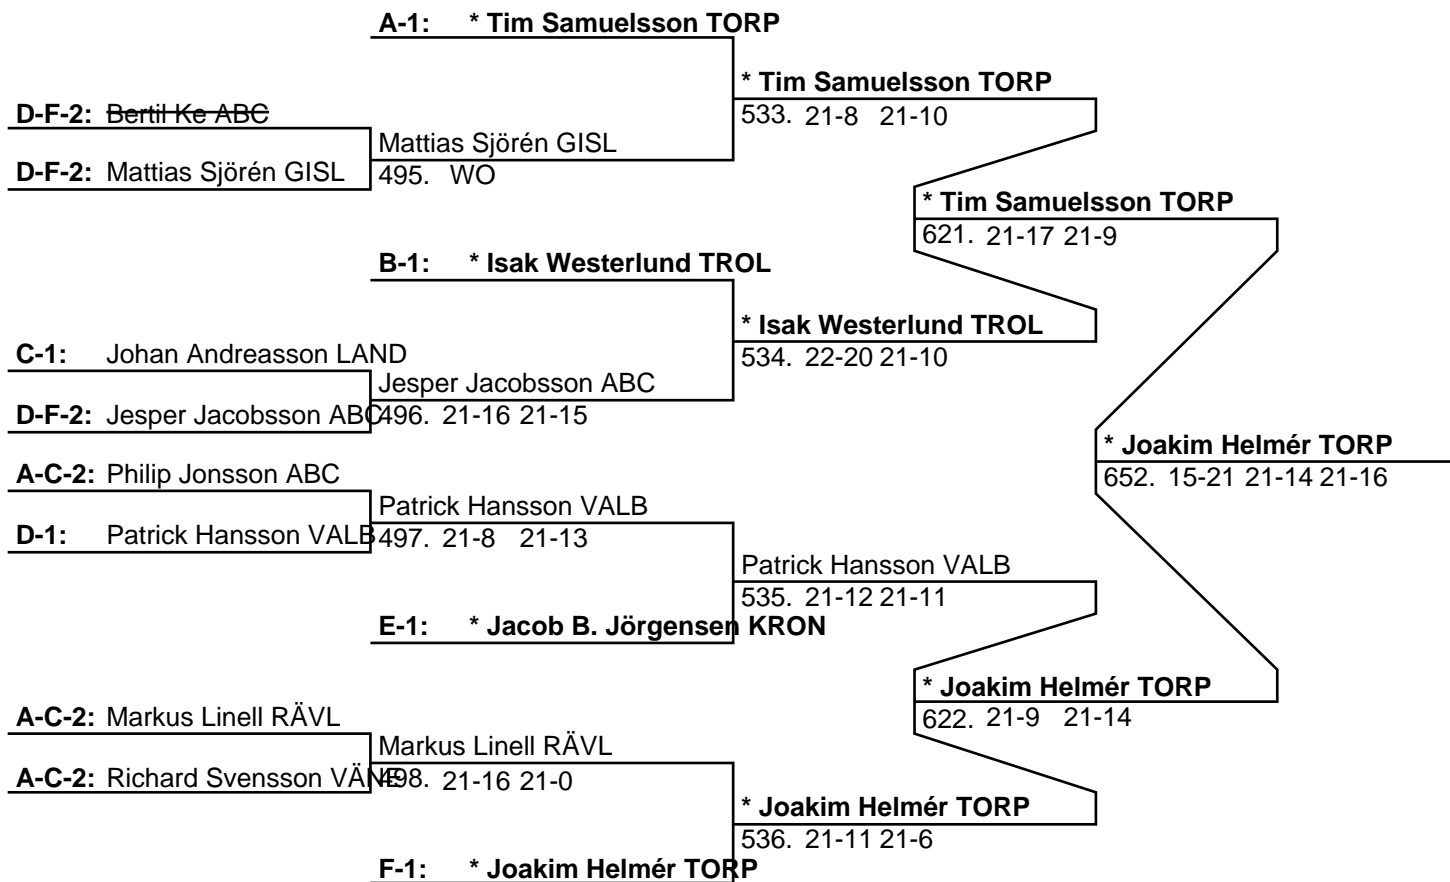 A-1: * Tim Samuelsson TORP
* Tim Samuelsson TORP
D-F-2: Bertil Ke ABC
533. 21-8 21-10
Mattias Sjörén GISL
D-F-2: Mattias Sjörén GISL
495. WO
* Tim Samuelsson TORP
621. 21-17 21-9
B-1: * Isak Westerlund TROL
* Isak Westerlund TROL
534. 22-20 21-10
C-1: Johan Andreasson LAND
Jesper Jacobsson ABC
D-F-2: Jesper Jacobsson ABC
496. 21-16 21-15
* Joakim Helmér TORP
652. 15-21 21-14 21-16
A-C-2: Philip Jonsson ABC
Patrick Hansson VALB
D-1: Patrick Hansson VALB
497. 21-8 21-13
Patrick Hansson VALB
535. 21-12 21-11
E-1: * Jacob B. Jörgensen KRON
* Joakim Helmér TORP
622. 21-9 21-14
A-C-2: Markus Linell RÄVL
Markus Linell RÄVL
A-C-2: Richard Svensson VÄNE
498. 21-16 21-0
* Joakim Helmér TORP
536. 21-11 21-6
F-1: * Joakim Helmér TORP